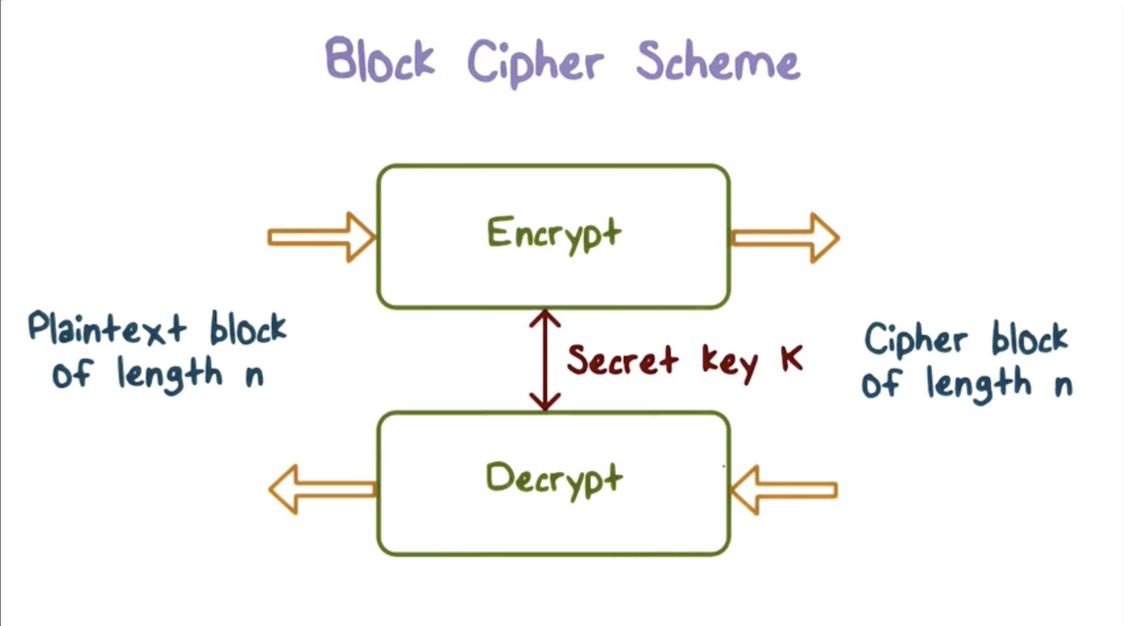 Block Cipher Scheme
Encrypt
Plaintext block
of length n
Secret key K
Cipher block
of length n
Decrypt